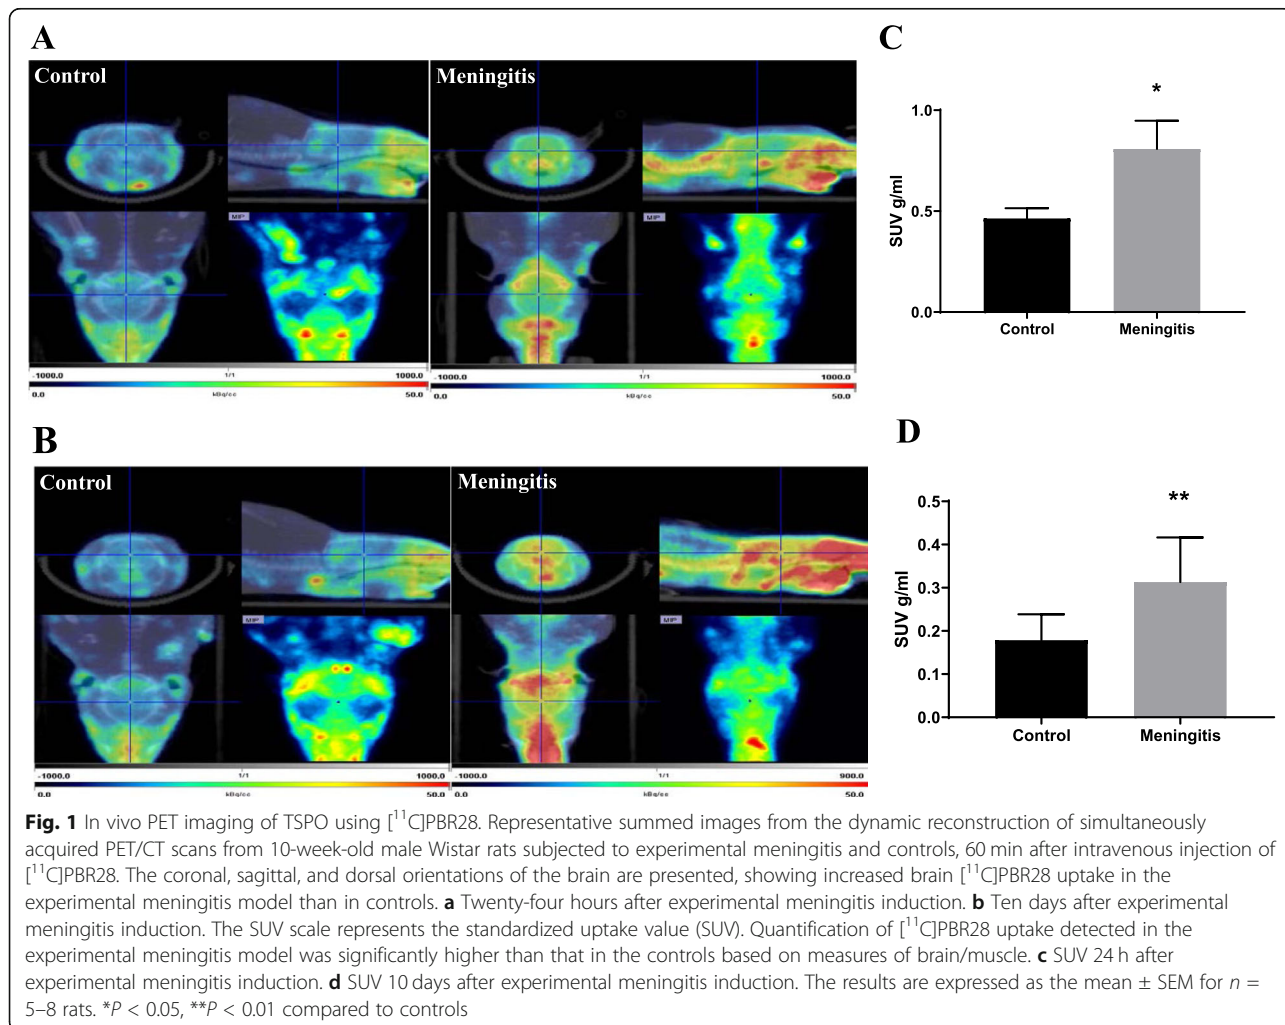 A
Control
Meningitis
MIP
MIP
-1000.0 1/1 1000.0
0.0 kBq/cc 50.0
-1000.0 1/1 1000.0
0.0 kBq/cc 50.0
C
SUV g/ml
1.0
0.5
0.0
*
Control Meningitis
B
Control
Meningitis
MIP
MIP
-1000.0 1/1 1000.0
0.0 kBq/cc 50.0
-1000.0 1/1 900.0
0.0 kBq/cc 50.0
D
SUV g/ml
0.5
0.4
0.3
0.2
0.1
0.0
**
Control Meningitis
Fig. 1 In vivo PET imaging of TSPO using [¹¹C]PBR28. Representative summed images from the dynamic reconstruction of simultaneously
acquired PET/CT scans from 10-week-old male Wistar rats subjected to experimental meningitis and controls, 60 min after intravenous injection of
[¹¹C]PBR28. The coronal, sagittal, and dorsal orientations of the brain are presented, showing increased brain [¹¹C]PBR28 uptake in the
experimental meningitis model than in controls. a Twenty-four hours after experimental meningitis induction. b Ten days after experimental
meningitis induction. The SUV scale represents the standardized uptake value (SUV). Quantification of [¹¹C]PBR28 uptake detected in the
experimental meningitis model was significantly higher than that in the controls based on measures of brain/muscle. c SUV 24 h after
experimental meningitis induction. d SUV 10 days after experimental meningitis induction. The results are expressed as the mean ± SEM for n =
5–8 rats. *P < 0.05, **P < 0.01 compared to controls